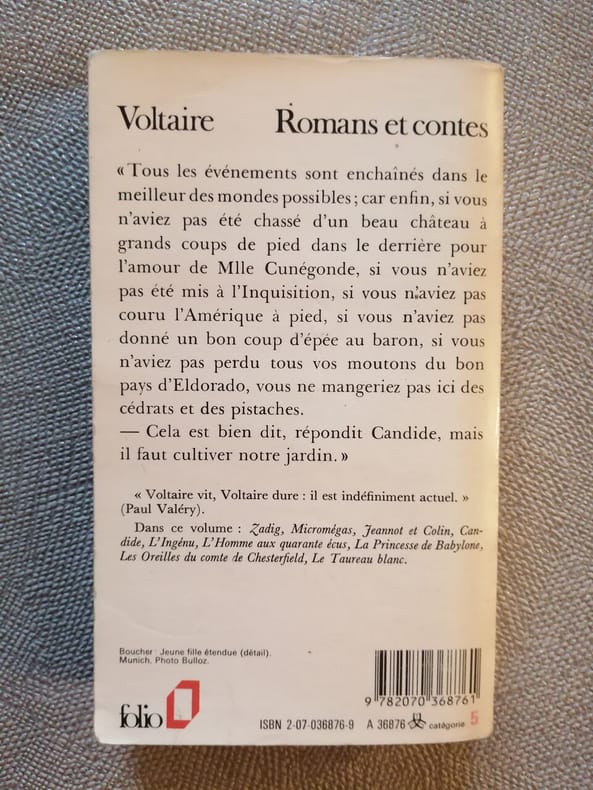 Voltaire Romans et contes
« Tous les événements sont enchaînés dans le
meilleur des mondes possibles ; car enfin, si vous
n'aviez pas été chassé d'un beau château à
grands coups de pied dans le derrière pour
l'amour de Mlle Cunégonde, si vous n'aviez
pas été mis à l'Inquisition, si vous n'aviez pas
couru l'Amérique à pied, si vous n'aviez pas
donné un bon coup d'épée au baron, si vous
n'aviez pas perdu tous vos moutons du bon
pays d'Eldorado, vous ne mangeriez pas ici des
cédrats et des pistaches.
— Cela est bien dit, répondit Candide, mais
il faut cultiver notre jardin. »
« Voltaire vit, Voltaire dure : il est indéfiniment actuel. »
(Paul Valéry).
Dans ce volume : Zadig, Micromégas, Jeannot et Colin, Can-
dide, L'Ingénu, L'Homme aux quarante écus, La Princesse de Babylone,
Les Oreilles du comte de Chesterfield, Le Taureau blanc.
Boucher : Jeune fille étendue (détail).
Munich. Photo Bulloz.
9 782070 368761
folio
ISBN 2-07-036876-9 A 36876 catégorie 5